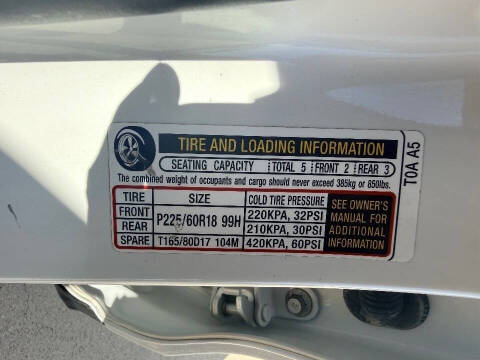 TIRE AND LOADING INFORMATION
SEATING CAPACITY TOTAL 5 FRONT 2 REAR 3
The combined weight of occupants and cargo should never exceed 385kg or 850lbs.
TIRE SIZE COLD TIRE PRESSURE
FRONT P225/60R18 99H 220KPA, 32PSI
REAR 210KPA, 30PSI
SPARE T165/80D17 104M 420KPA, 60PSI
SEE OWNER'S
MANUAL FOR
ADDITIONAL
INFORMATION
T0A A5